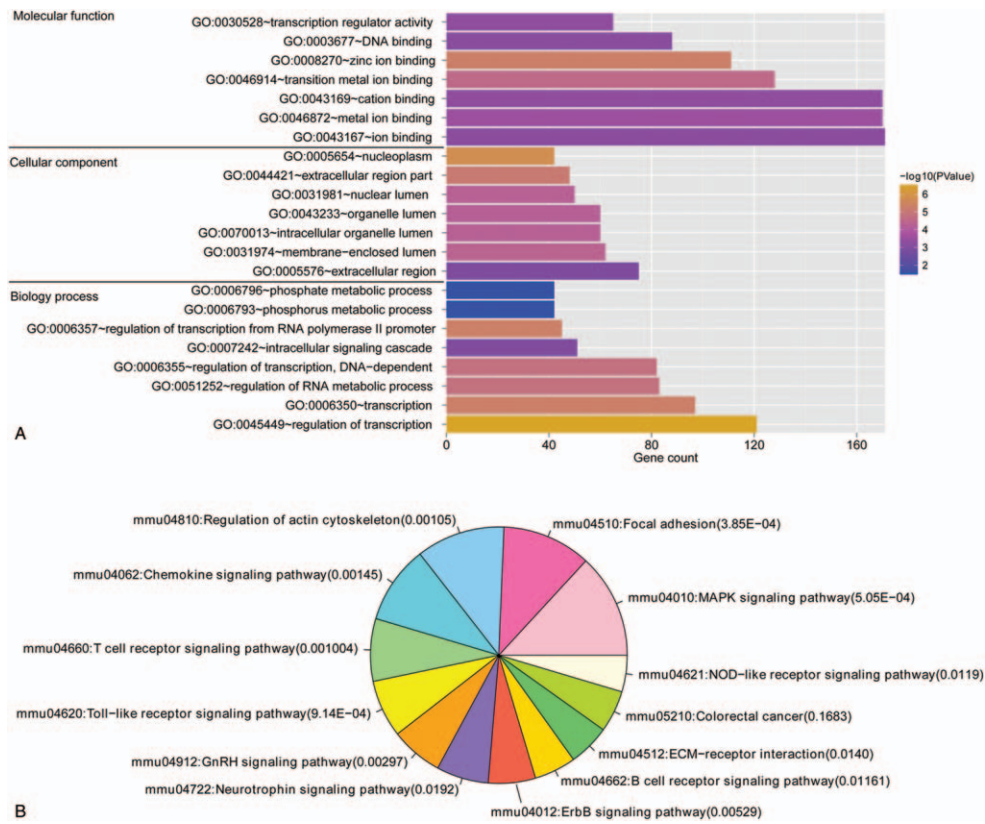 Molecular function
GO:0030528~transcription regulator activity
GO:0003677~DNA binding
GO:0008270~zinc ion binding
GO:0046914~transition metal ion binding
GO:0043169~cation binding
GO:0046872~metal ion binding
GO:0043167~ion binding
Cellular component
GO:0005654~nucleoplasm
GO:0044421~extracellular region part
GO:0031981~nuclear lumen
GO:0043233~organelle lumen
GO:0070013~intracellular organelle lumen
GO:0031974~membrane-enclosed lumen
GO:0005576~extracellular region
Biology process
GO:0006796~phosphate metabolic process
GO:0006793~phosphorus metabolic process
GO:0006357~regulation of transcription from RNA polymerase II promoter
GO:0007242~intracellular signaling cascade
GO:0006355~regulation of transcription, DNA-dependent
GO:0051252~regulation of RNA metabolic process
GO:0006350~transcription
GO:0045449~regulation of transcription
0 40 80 120 160
Gene count
-log10(PValue)
6
5
4
3
2
A
mmu04810:Regulation of actin cytoskeleton(0.00105)
mmu04510:Focal adhesion(3.85E-04)
mmu04062:Chemokine signaling pathway(0.00145)
mmu04010:MAPK signaling pathway(5.05E-04)
mmu04660:T cell receptor signaling pathway(0.001004)
mmu04621:NOD-like receptor signaling pathway(0.0119)
mmu04620:Toll-like receptor signaling pathway(9.14E-04)
mmu05210:Colorectal cancer(0.1683)
mmu04512:ECM-receptor interaction(0.0140)
mmu04912:GnRH signaling pathway(0.00297)
mmu04662:B cell receptor signaling pathway(0.01161)
mmu04722:Neurotrophin signaling pathway(0.0192)
mmu04012:ErbB signaling pathway(0.00529)
B